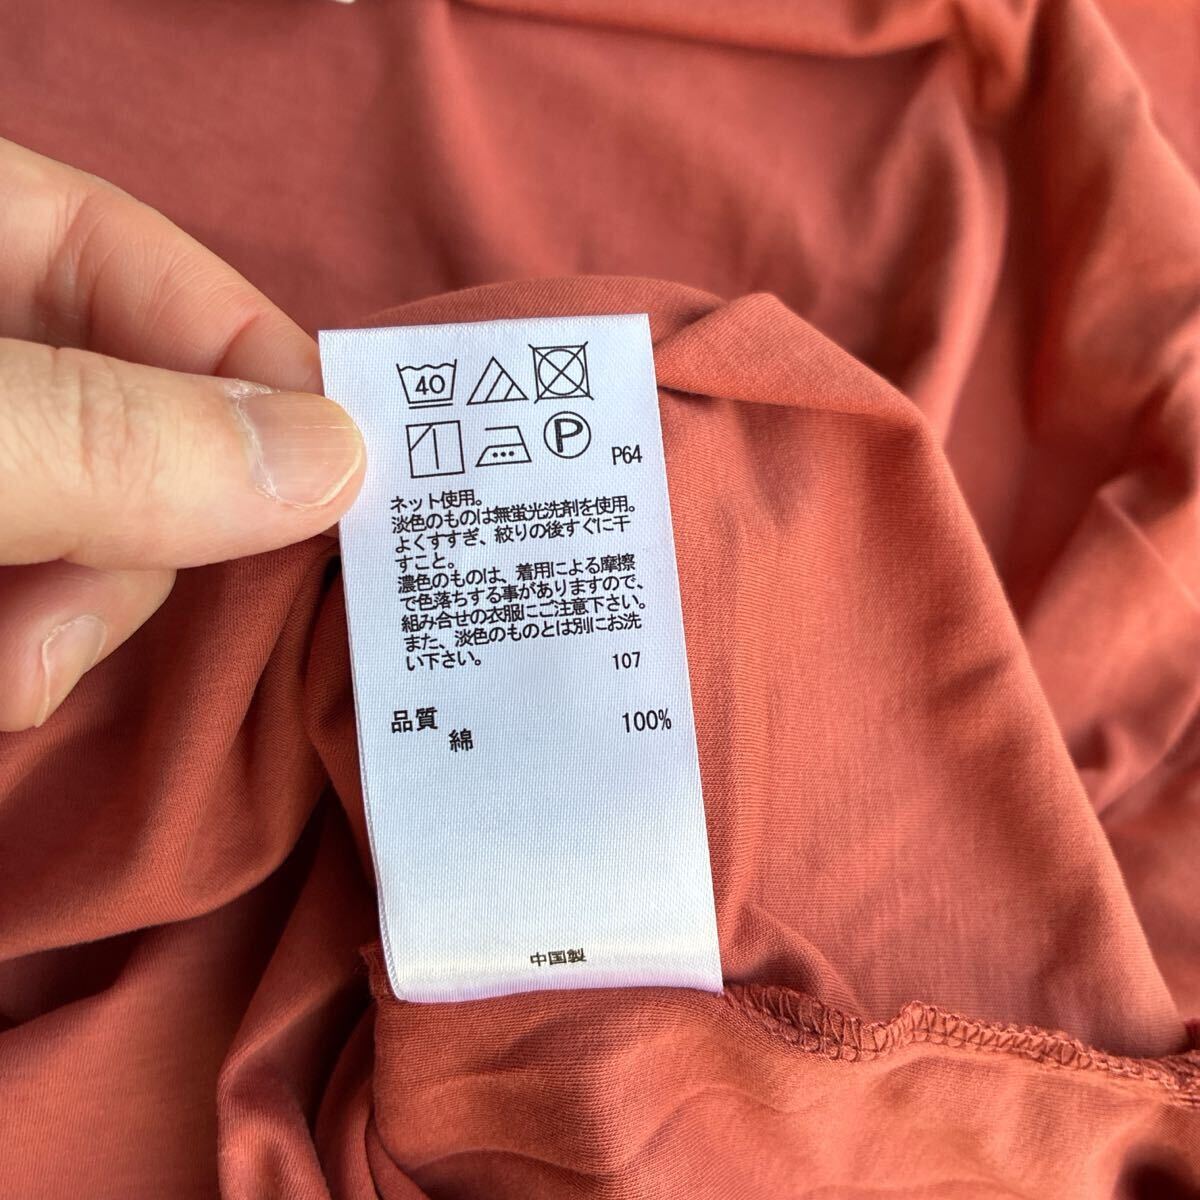 40
P P64
ネット使用。
淡色のものは無蛍光洗剤を使用。
よくすすぎ、絞りの後すぐに干
すこと。
濃色のものは、着用による摩擦
で色落ちする事がありますので、
組み合せの衣服にご注意下さい。
また、淡色のものとは別にお洗
い下さい。 107
品質
綿 100%
中国製